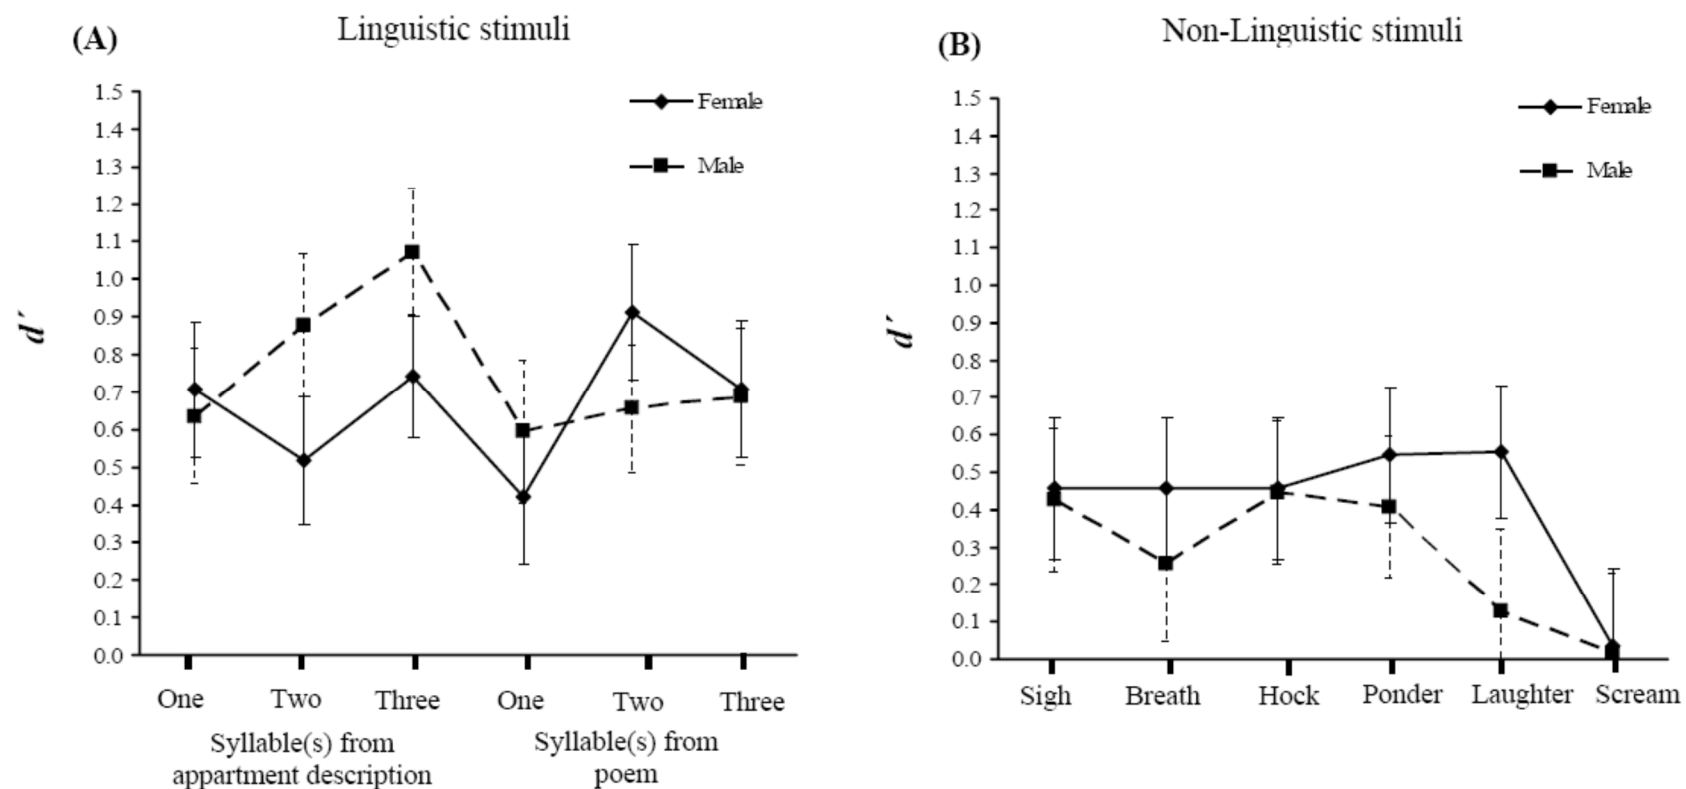 (A)
Linguistic stimuli
1.5
1.4
1.3
1.2
1.1
1.0
0.9
0.8
0.7
0.6
0.5
0.4
0.3
0.2
0.1
0.0
d´
Female
Male
One Two Three One Two Three
Syllable(s) from
appartment description
Syllable(s) from
poem
(B)
Non-Linguistic stimuli
1.5
1.4
1.3
1.2
1.1
1.0
0.9
0.8
0.7
0.6
0.5
0.4
0.3
0.2
0.1
0.0
d´
Female
Male
Sigh Breath Hock Ponder Laughter Scream